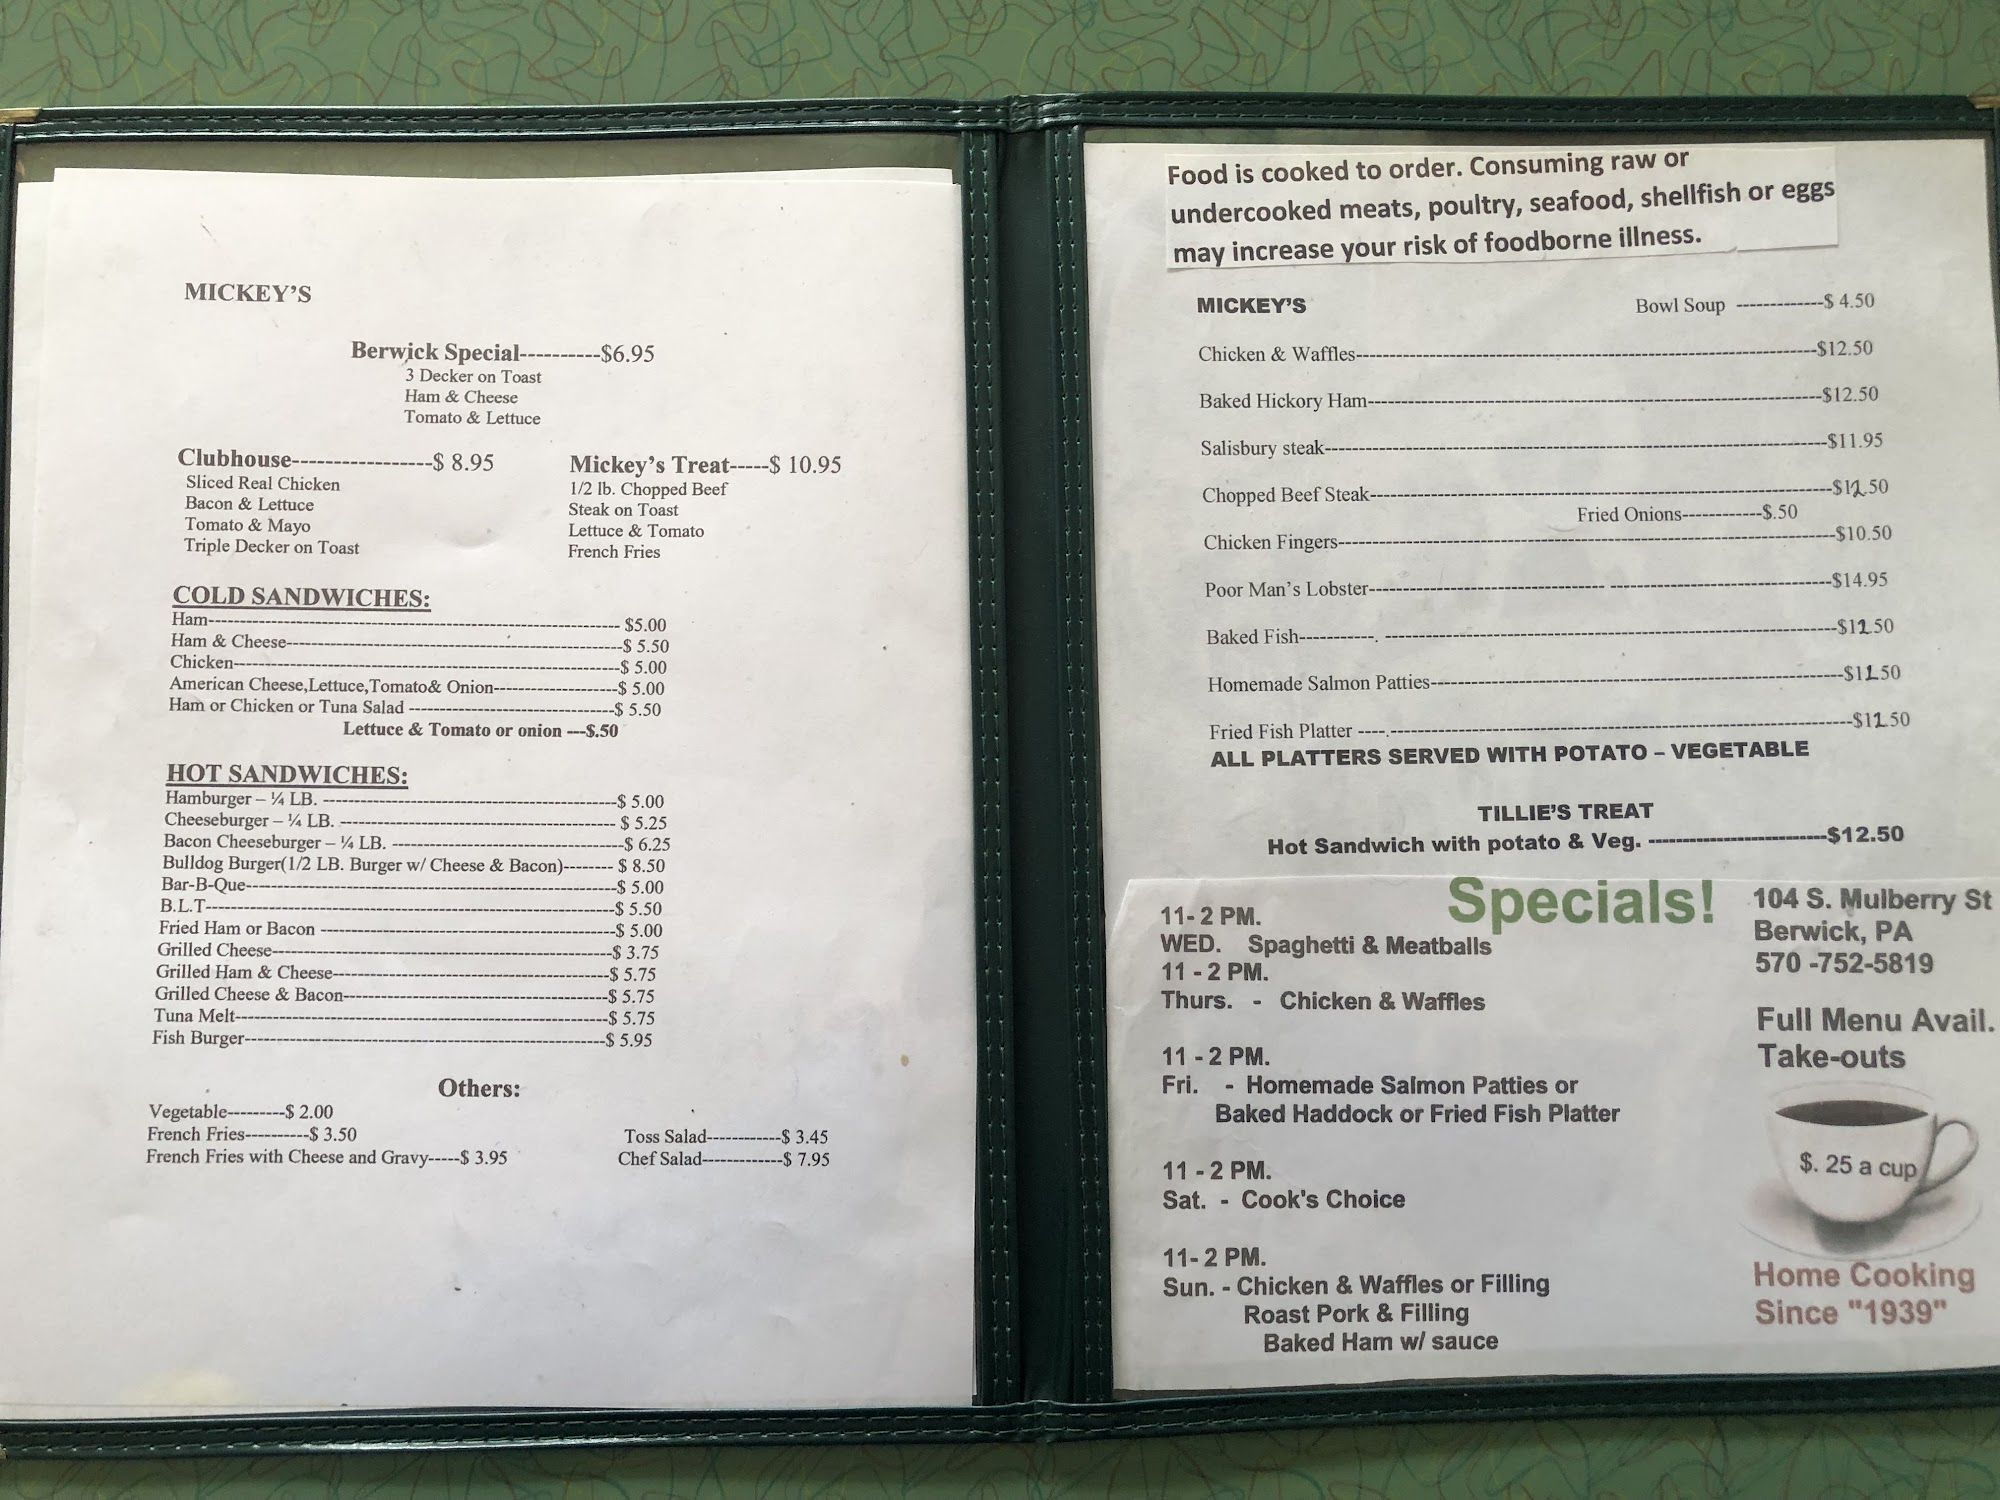 MICKEY'S
Berwick Special----------$6.95
3 Decker on Toast
Ham & Cheese
Tomato & Lettuce
Clubhouse------------------$ 8.95
Sliced Real Chicken
Bacon & Lettuce
Tomato & Mayo
Triple Decker on Toast
Mickey's Treat-----$ 10.95
1/2 lb. Chopped Beef
Steak on Toast
Lettuce & Tomato
French Fries
COLD SANDWICHES:
Ham------------------------------------------------------------ $5.00
Ham & Cheese------------------------------------------------$ 5.50
Chicken-------------------------------------------------------$ 5.00
American Cheese,Lettuce,Tomato& Onion--------------------$ 5.00
Ham or Chicken or Tuna Salad ---------------------------------$ 5.50
Lettuce & Tomato or onion ---$.50
HOT SANDWICHES:
Hamburger – ¼ LB. ------------------------------------------$ 5.00
Cheeseburger – ¼ LB. --------------------------------------- $ 5.25
Bacon Cheeseburger – ¼ LB. ----------------------------------$ 6.25
Bulldog Burger(1/2 LB. Burger w/ Cheese & Bacon)-------- $ 8.50
Bar-B-Que----------------------------------------------------$ 5.00
B.L.T----------------------------------------------------------$ 5.50
Fried Ham or Bacon ------------------------------------------$ 5.00
Grilled Cheese-------------------------------------------------$ 3.75
Grilled Ham & Cheese----------------------------------------$ 5.75
Grilled Cheese & Bacon---------------------------------------$ 5.75
Tuna Melt------------------------------------------------------$ 5.75
Fish Burger----------------------------------------------------$ 5.95
Others:
Vegetable---------$ 2.00
French Fries----------$ 3.50
French Fries with Cheese and Gravy-----$ 3.95
Toss Salad------------$ 3.45
Chef Salad-------------$ 7.95
Food is cooked to order. Consuming raw or
undercooked meats, poultry, seafood, shellfish or eggs
may increase your risk of foodborne illness.
MICKEY'S Bowl Soup -------------$ 4.50
Chicken & Waffles----------------------------------------------------------------$12.50
Baked Hickory Ham--------------------------------------------------------------$12.50
Salisbury steak--------------------------------------------------------------------$11.95
Chopped Beef Steak--------------------------------------------------------------$12.50
Fried Onions------------$.50
Chicken Fingers-------------------------------------------------------------------$10.50
Poor Man's Lobster---------------------------------- --------------------------------$14.95
Baked Fish-----------. ------------------------------------------------------------$12.50
Homemade Salmon Patties---------------------------------------------------------$12.50
Fried Fish Platter ----.-----------------------------------------------------------$12.50
ALL PLATTERS SERVED WITH POTATO – VEGETABLE
TILLIE'S TREAT
Hot Sandwich with potato & Veg. --------------------------$12.50
Specials!
11- 2 PM.
WED. Spaghetti & Meatballs
11 - 2 PM.
Thurs. - Chicken & Waffles
11 - 2 PM.
Fri. - Homemade Salmon Patties or
Baked Haddock or Fried Fish Platter
11 - 2 PM.
Sat. - Cook's Choice
11- 2 PM.
Sun. - Chicken & Waffles or Filling
Roast Pork & Filling
Baked Ham w/ sauce
104 S. Mulberry St
Berwick, PA
570 -752-5819
Full Menu Avail.
Take-outs
$. 25 a cup
Home Cooking
Since "1939"